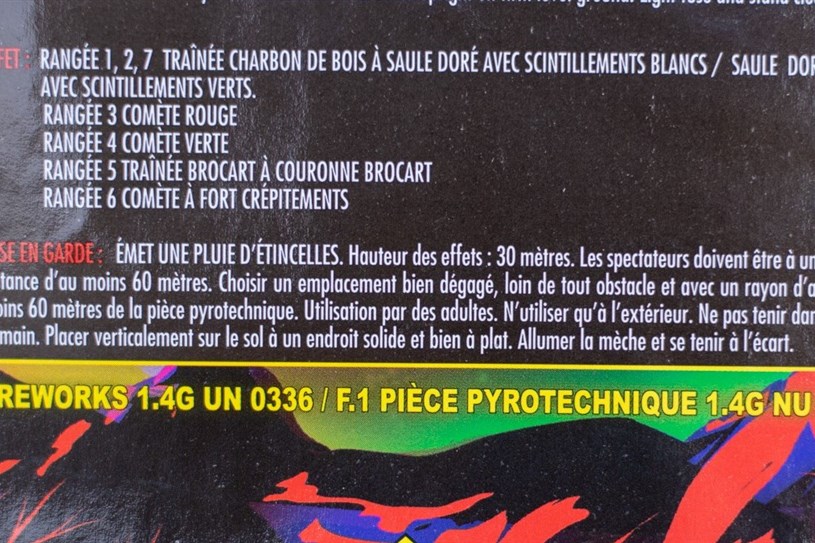 FET : RANGÉE 1, 2, 7 TRAÎNÉE CHARBON DE BOIS À SAULE DORÉ AVEC SCINTILLEMENTS BLANCS / SAULE DOR
AVEC SCINTILLEMENTS VERTS.
RANGÉE 3 COMÈTE ROUGE
RANGÉE 4 COMÈTE VERTE
RANGÉE 5 TRAÎNÉE BROCART À COURONNE BROCART
RANGÉE 6 COMÈTE À FORT CRÉPITEMENTS
SE EN GARDE : ÉMET UNE PLUIE D'ÉTINCELLES. Hauteur des effets : 30 mètres. Les spectateurs doivent être à un
tance d'au moins 60 mètres. Choisir un emplacement bien dégagé, loin de tout obstacle et avec un rayon d'a
oins 60 mètres de la pièce pyrotechnique. Utilisation par des adultes. N'utiliser qu'à l'extérieur. Ne pas tenir dan
main. Placer verticalement sur le sol à un endroit solide et bien à plat. Allumer la mèche et se tenir à l'écart.
REWORKS 1.4G UN 0336 / F.1 PIÈCE PYROTECHNIQUE 1.4G NU